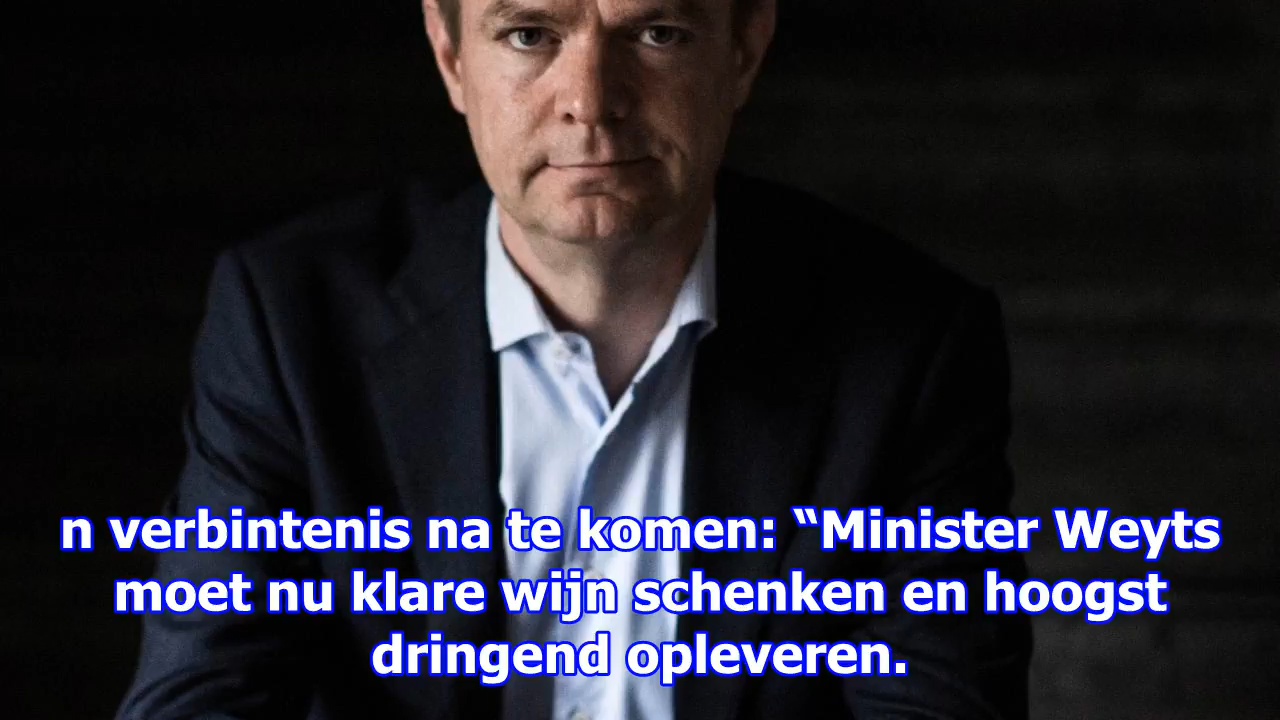 n verbintenis na te komen: “Minister Weyts
moet nu klare wijn schenken en hoogst
dringend opleveren.